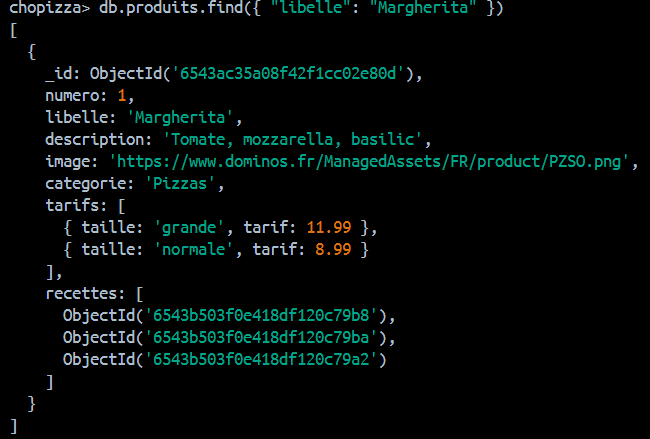 chopizza> db.produits.find({ "libelle": "Margherita" })
[
  {
    _id: ObjectId('6543ac35a08f42f1cc02e80d'),
    numero: 1,
    libelle: 'Margherita',
    description: 'Tomate, mozzarella, basilic',
    image: 'https://www.dominos.fr/ManagedAssets/FR/product/PZSO.png',
    categorie: 'Pizzas',
    tarifs: [
      { taille: 'grande', tarif: 11.99 },
      { taille: 'normale', tarif: 8.99 }
    ],
    recettes: [
      ObjectId('6543b503f0e418df120c79b8'),
      ObjectId('6543b503f0e418df120c79ba'),
      ObjectId('6543b503f0e418df120c79a2')
    ]
  }
]